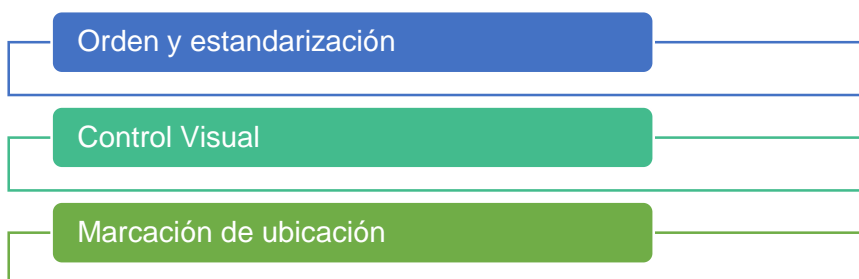 Orden y estandarización
Control Visual
Marcación de ubicación